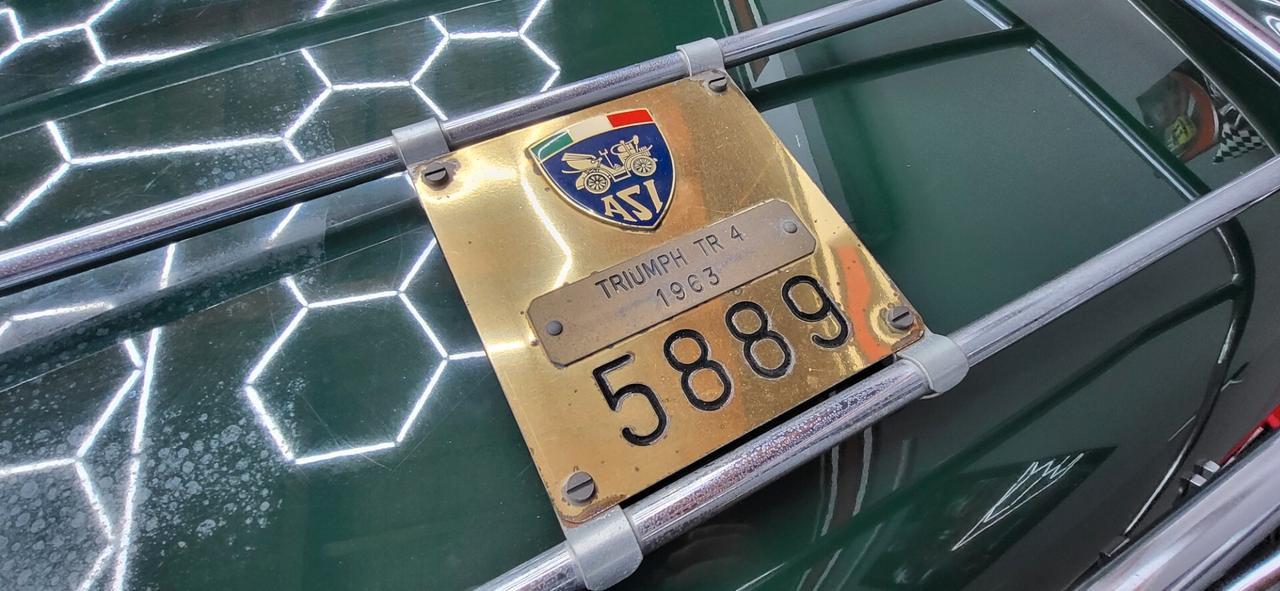 ASI
TRIUMPH TR 4
1963
5889